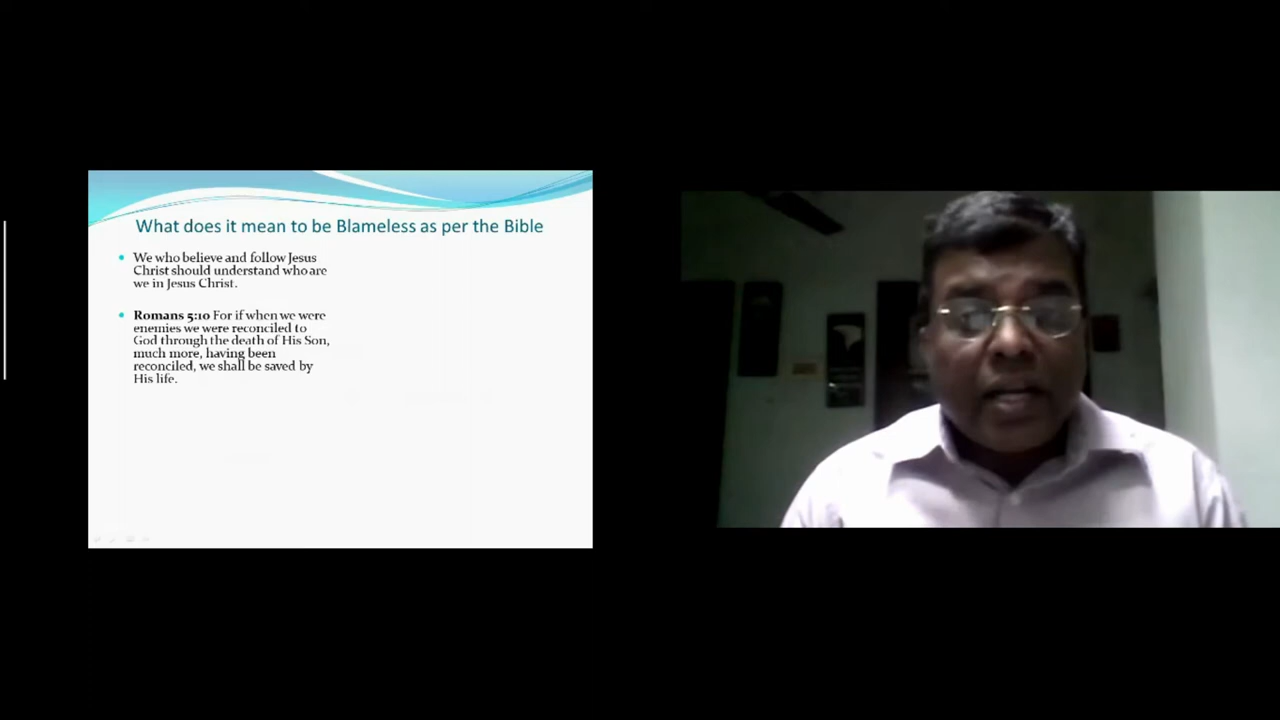 What does it mean to be Blameless as per the Bible
We who believe and follow Jesus
Christ should understand who are
we in Jesus Christ.
Romans 5:10 For if when we were
enemies we were reconciled to
God through the death of His Son,
much more, having been
reconciled, we shall be saved by
His life.